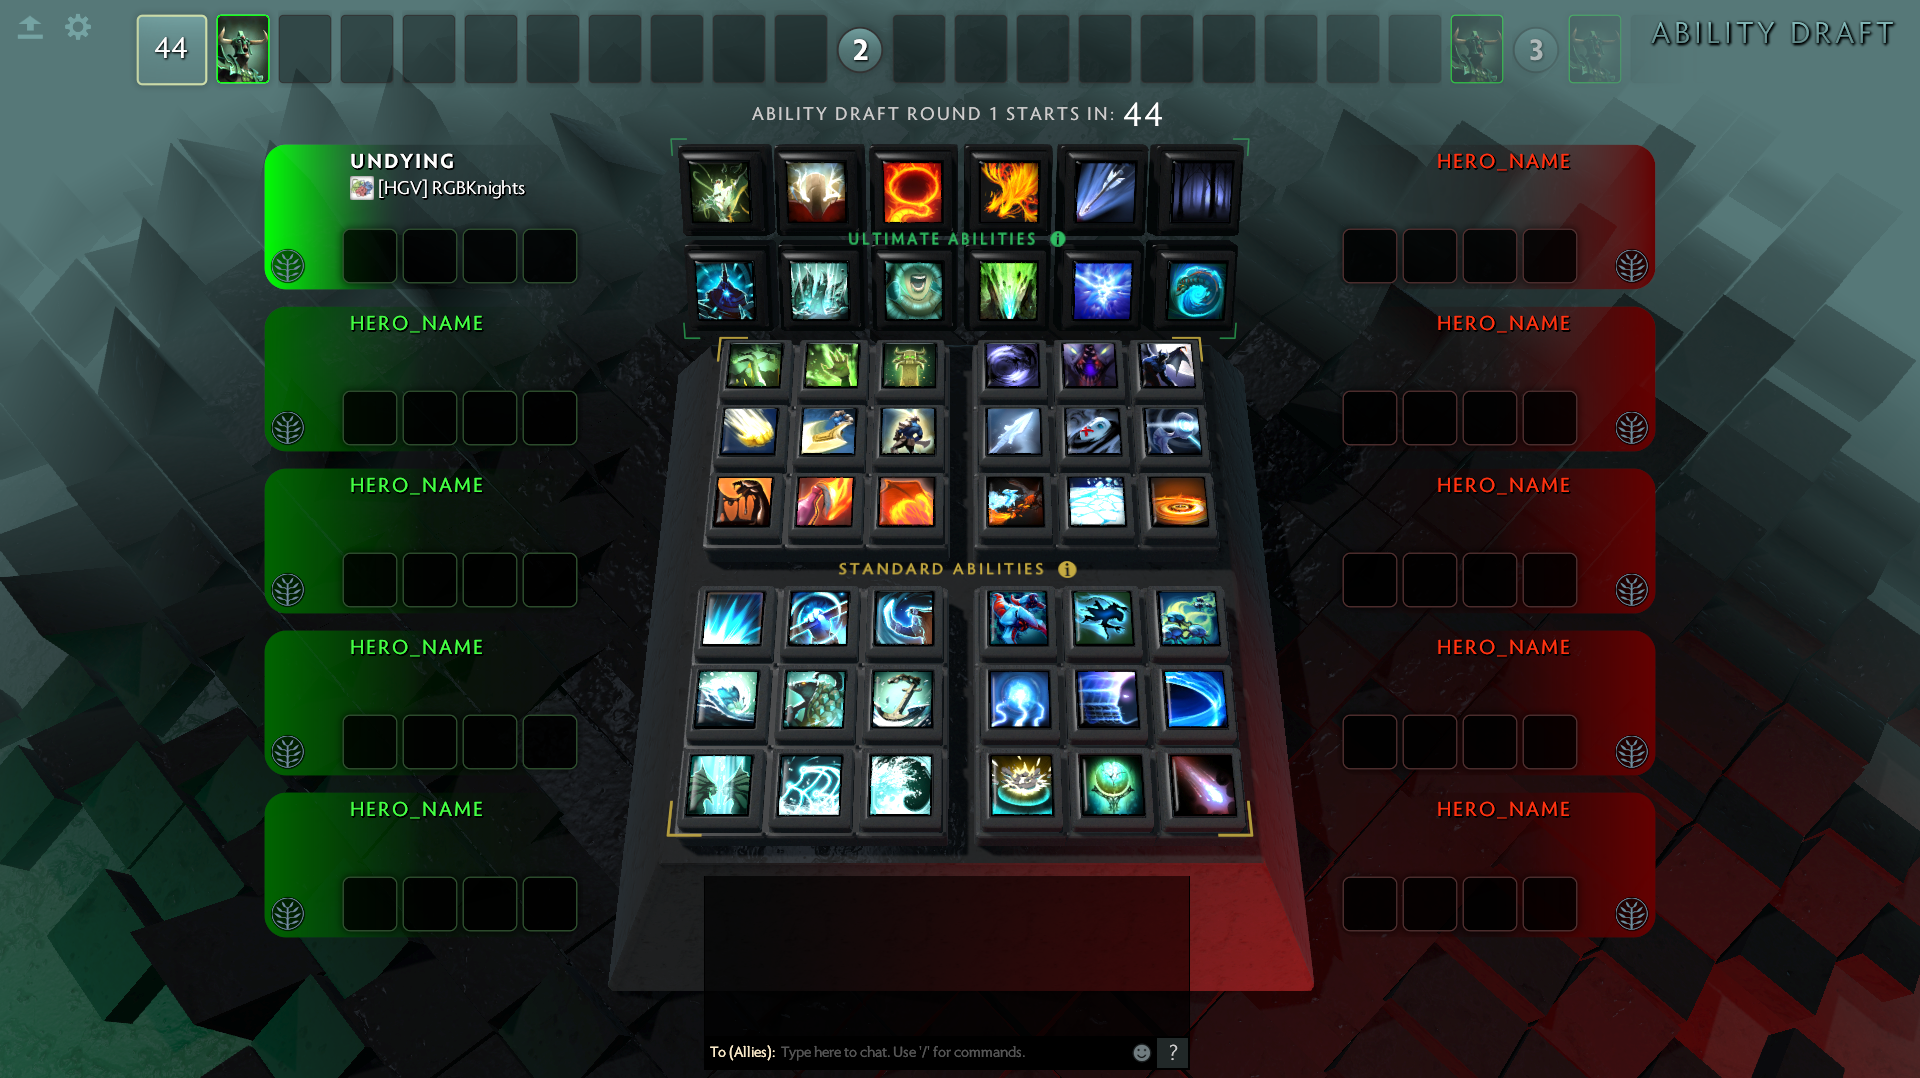 44
2
3
ABILITY DRAFT
ABILITY DRAFT ROUND 1 STARTS IN: 44
UNDYING
[HGV] RGBKnights
HERO_NAME
ULTIMATE ABILITIES i
HERO_NAME
HERO_NAME
HERO_NAME
HERO_NAME
STANDARD ABILITIES i
HERO_NAME
HERO_NAME
HERO_NAME
HERO_NAME
To (Allies): Type here to chat. Use '/' for commands. ?